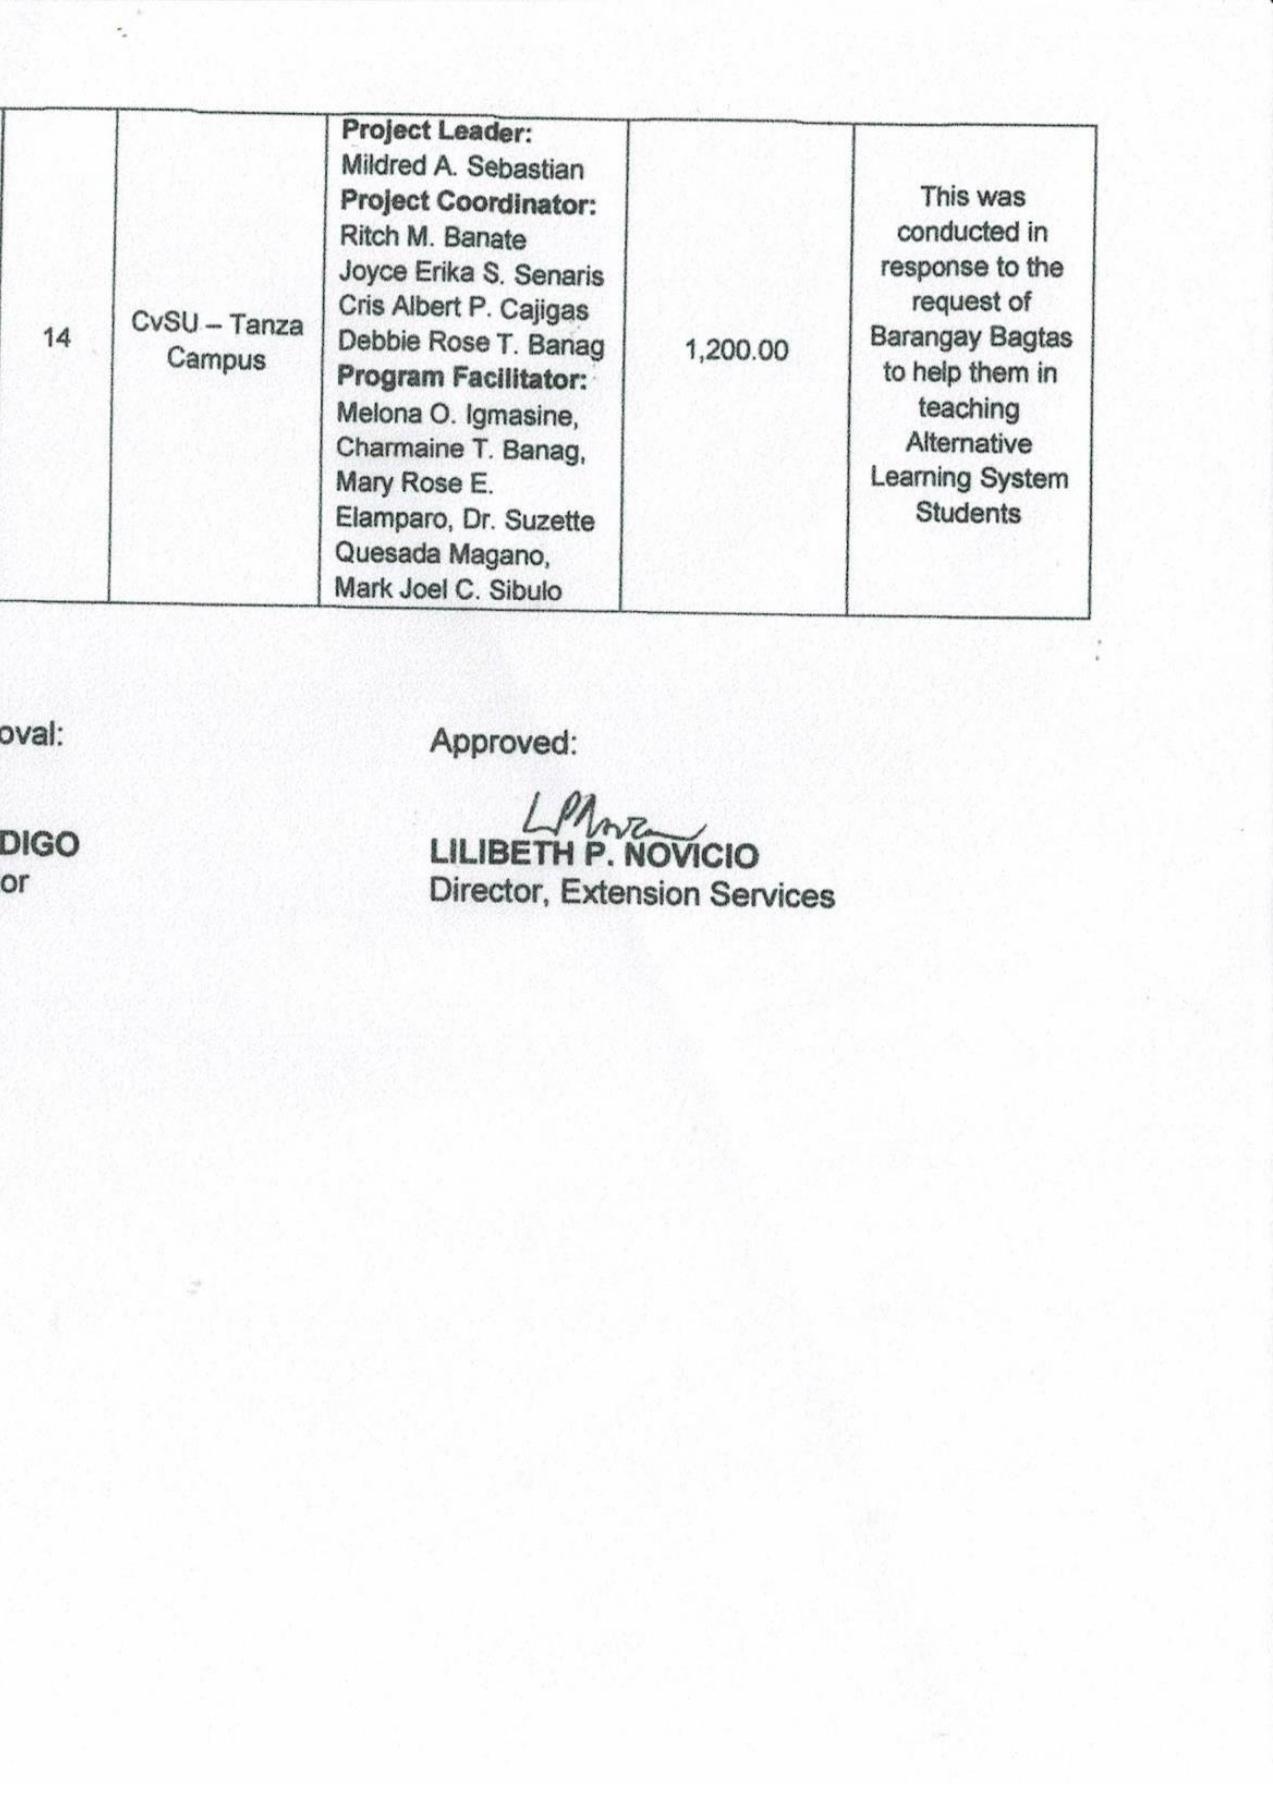 14
CvSU – Tanza
Campus
Project Leader:
Mildred A. Sebastian
Project Coordinator:
Ritch M. Banate
Joyce Erika S. Senaris
Cris Albert P. Cajigas
Debbie Rose T. Banag
Program Facilitator:
Melona O. Igmasine,
Charmaine T. Banag,
Mary Rose E.
Elamparo, Dr. Suzette
Quesada Magano,
Mark Joel C. Sibulo
1,200.00
This was
conducted in
response to the
request of
Barangay Bagtas
to help them in
teaching
Alternative
Learning System
Students
oval:
DIGO
or
Approved:
LILIBETH P. NOVICIO
Director, Extension Services